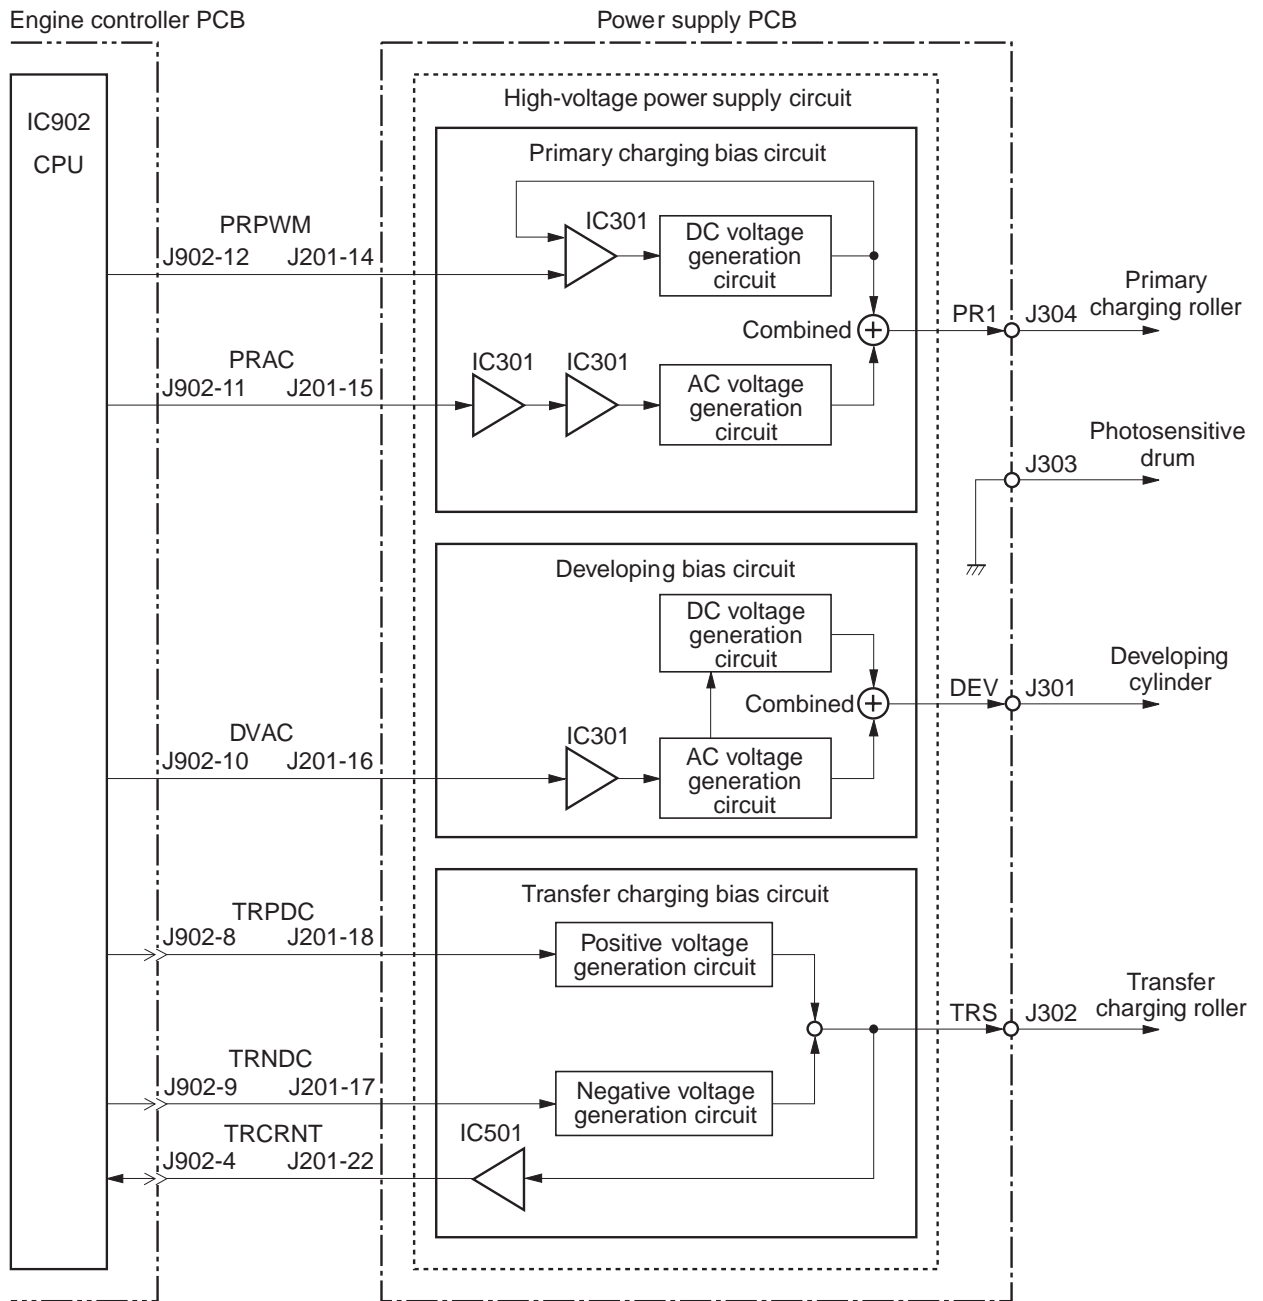 Engine controller PCB
Power supply PCB
High-voltage power supply circuit
IC902
CPU
Primary charging bias circuit
PRPWM
J902-12 J201-14
IC301
DC voltage
generation
circuit
Combined
PR1
J304
Primary
charging roller
PRAC
J902-11 J201-15
IC301 IC301
AC voltage
generation
circuit
Photosensitive
drum
J303
Developing bias circuit
DC voltage
generation
circuit
Combined
DEV
J301
Developing
cylinder
DVAC
J902-10 J201-16
IC301
AC voltage
generation
circuit
Transfer charging bias circuit
TRPDC
J902-8 J201-18
Positive voltage
generation circuit
TRS
J302
Transfer
charging roller
TRNDC
J902-9 J201-17
Negative voltage
generation circuit
TRCRNT
J902-4 J201-22
IC501